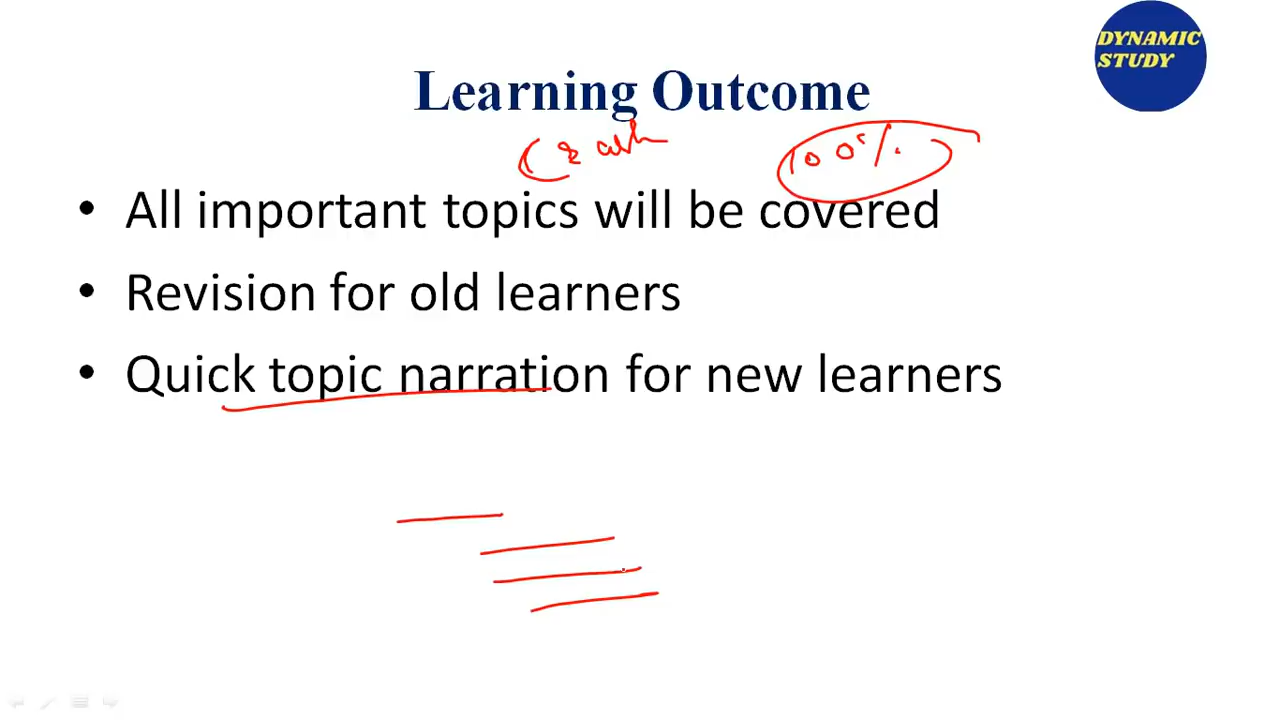 DYNAMIC
STUDY
Learning Outcome
100%
• All important topics will be covered
• Revision for old learners
• Quick topic narration for new learners